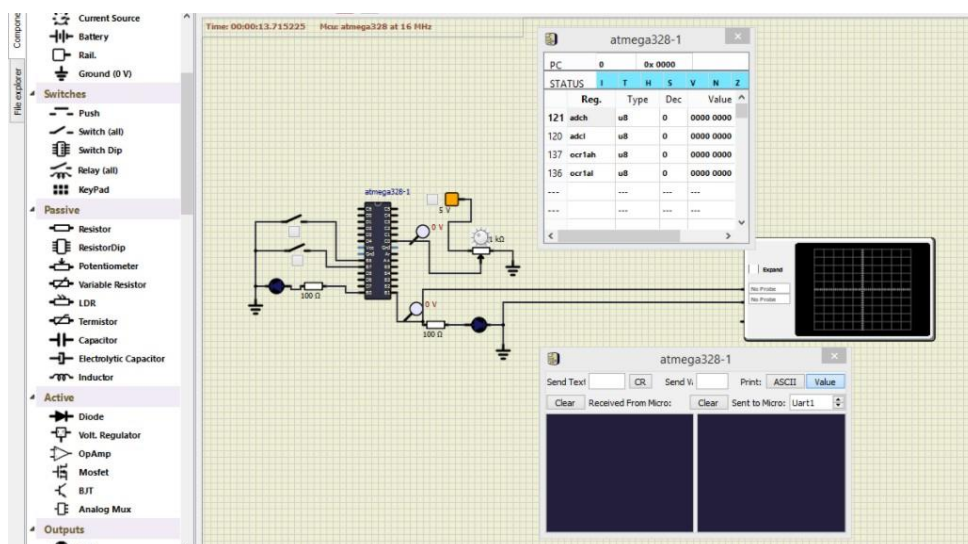 Compone
File explorer
Current Source
Battery
Rail.
Ground (0 V)
Switches
Push
Switch (all)
Switch Dip
Relay (all)
KeyPad
Passive
Resistor
ResistorDip
Potentiometer
Variable Resistor
LDR
Termistor
Capacitor
Electrolytic Capacitor
Inductor
Active
Diode
Volt. Regulator
OpAmp
Mosfet
BJT
Analog Mux
Outputs
Time: 00:00:13.715225 Mcu: atmega328 at 16 MHz
atmega328-1
5 V
0 V
1 kΩ
100 Ω
0 V
100 Ω
atmega328-1
PC 0 0x 0000
STATUS I T H S V N Z
Reg. Type Dec Value
121 adch u8 0 0000 0000
120 adcl u8 0 0000 0000
137 ocr1ah u8 0 0000 0000
136 ocr1al u8 0 0000 0000
--- --- --- ---
--- --- --- ---
Expand
No Probe
No Probe
atmega328-1
Send Text CR Send V Print: ASCII Value
Clear Received From Micro: Clear Sent to Micro: Uart1